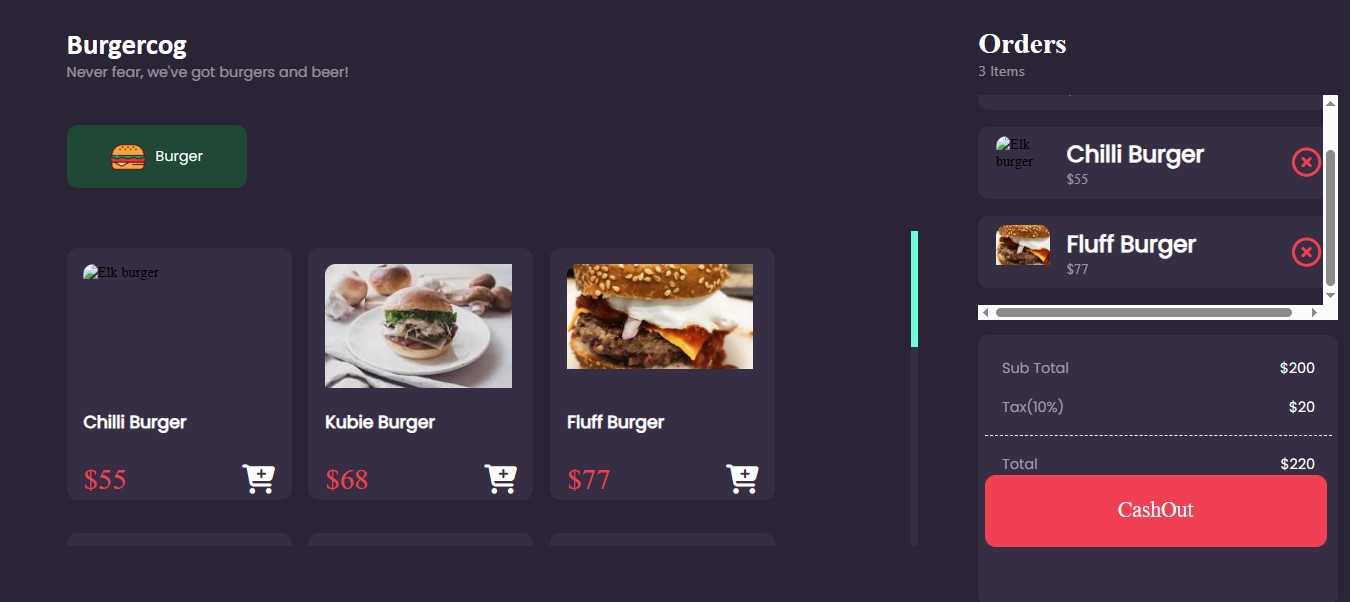 Burgercog
Never fear, we've got burgers and beer!
Burger
Elk burger
Chilli Burger
$55
Kubie Burger
$68
Fluff Burger
$77
Orders
3 Items
Elk
burger
Chilli Burger
$55
Fluff Burger
$77
Sub Total $200
Tax(10%) $20
Total $220
CashOut